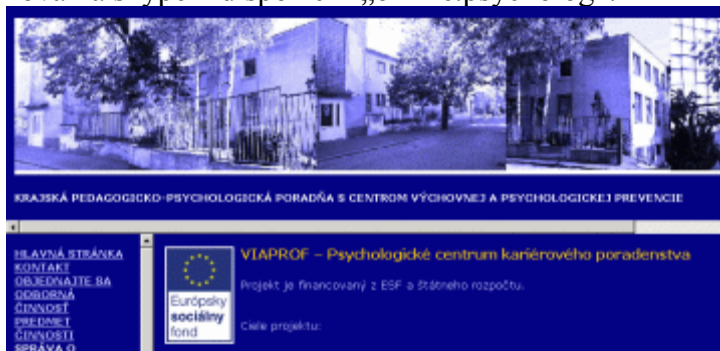 KRAJSKÁ PEDAGOGICKO-PSYCHOLOGICKÁ PORADŇA S CENTROM VÝCHOVNEJ A PSYCHOLOGICKEJ PREVENCIE
HLAVNÁ STRÁNKA
KONTAKT
OBJEDNAJTE SA
ODBORNÁ
ČINNOSŤ
PREDMET
ČINNOSTI
SPRÁVA O
Európsky
sociálny
fond
VIAPROF – Psychologické centrum kariérového poradenstva
Projekt je financovaný z ESF a štátneho rozpočtu.
Ciele projektu: